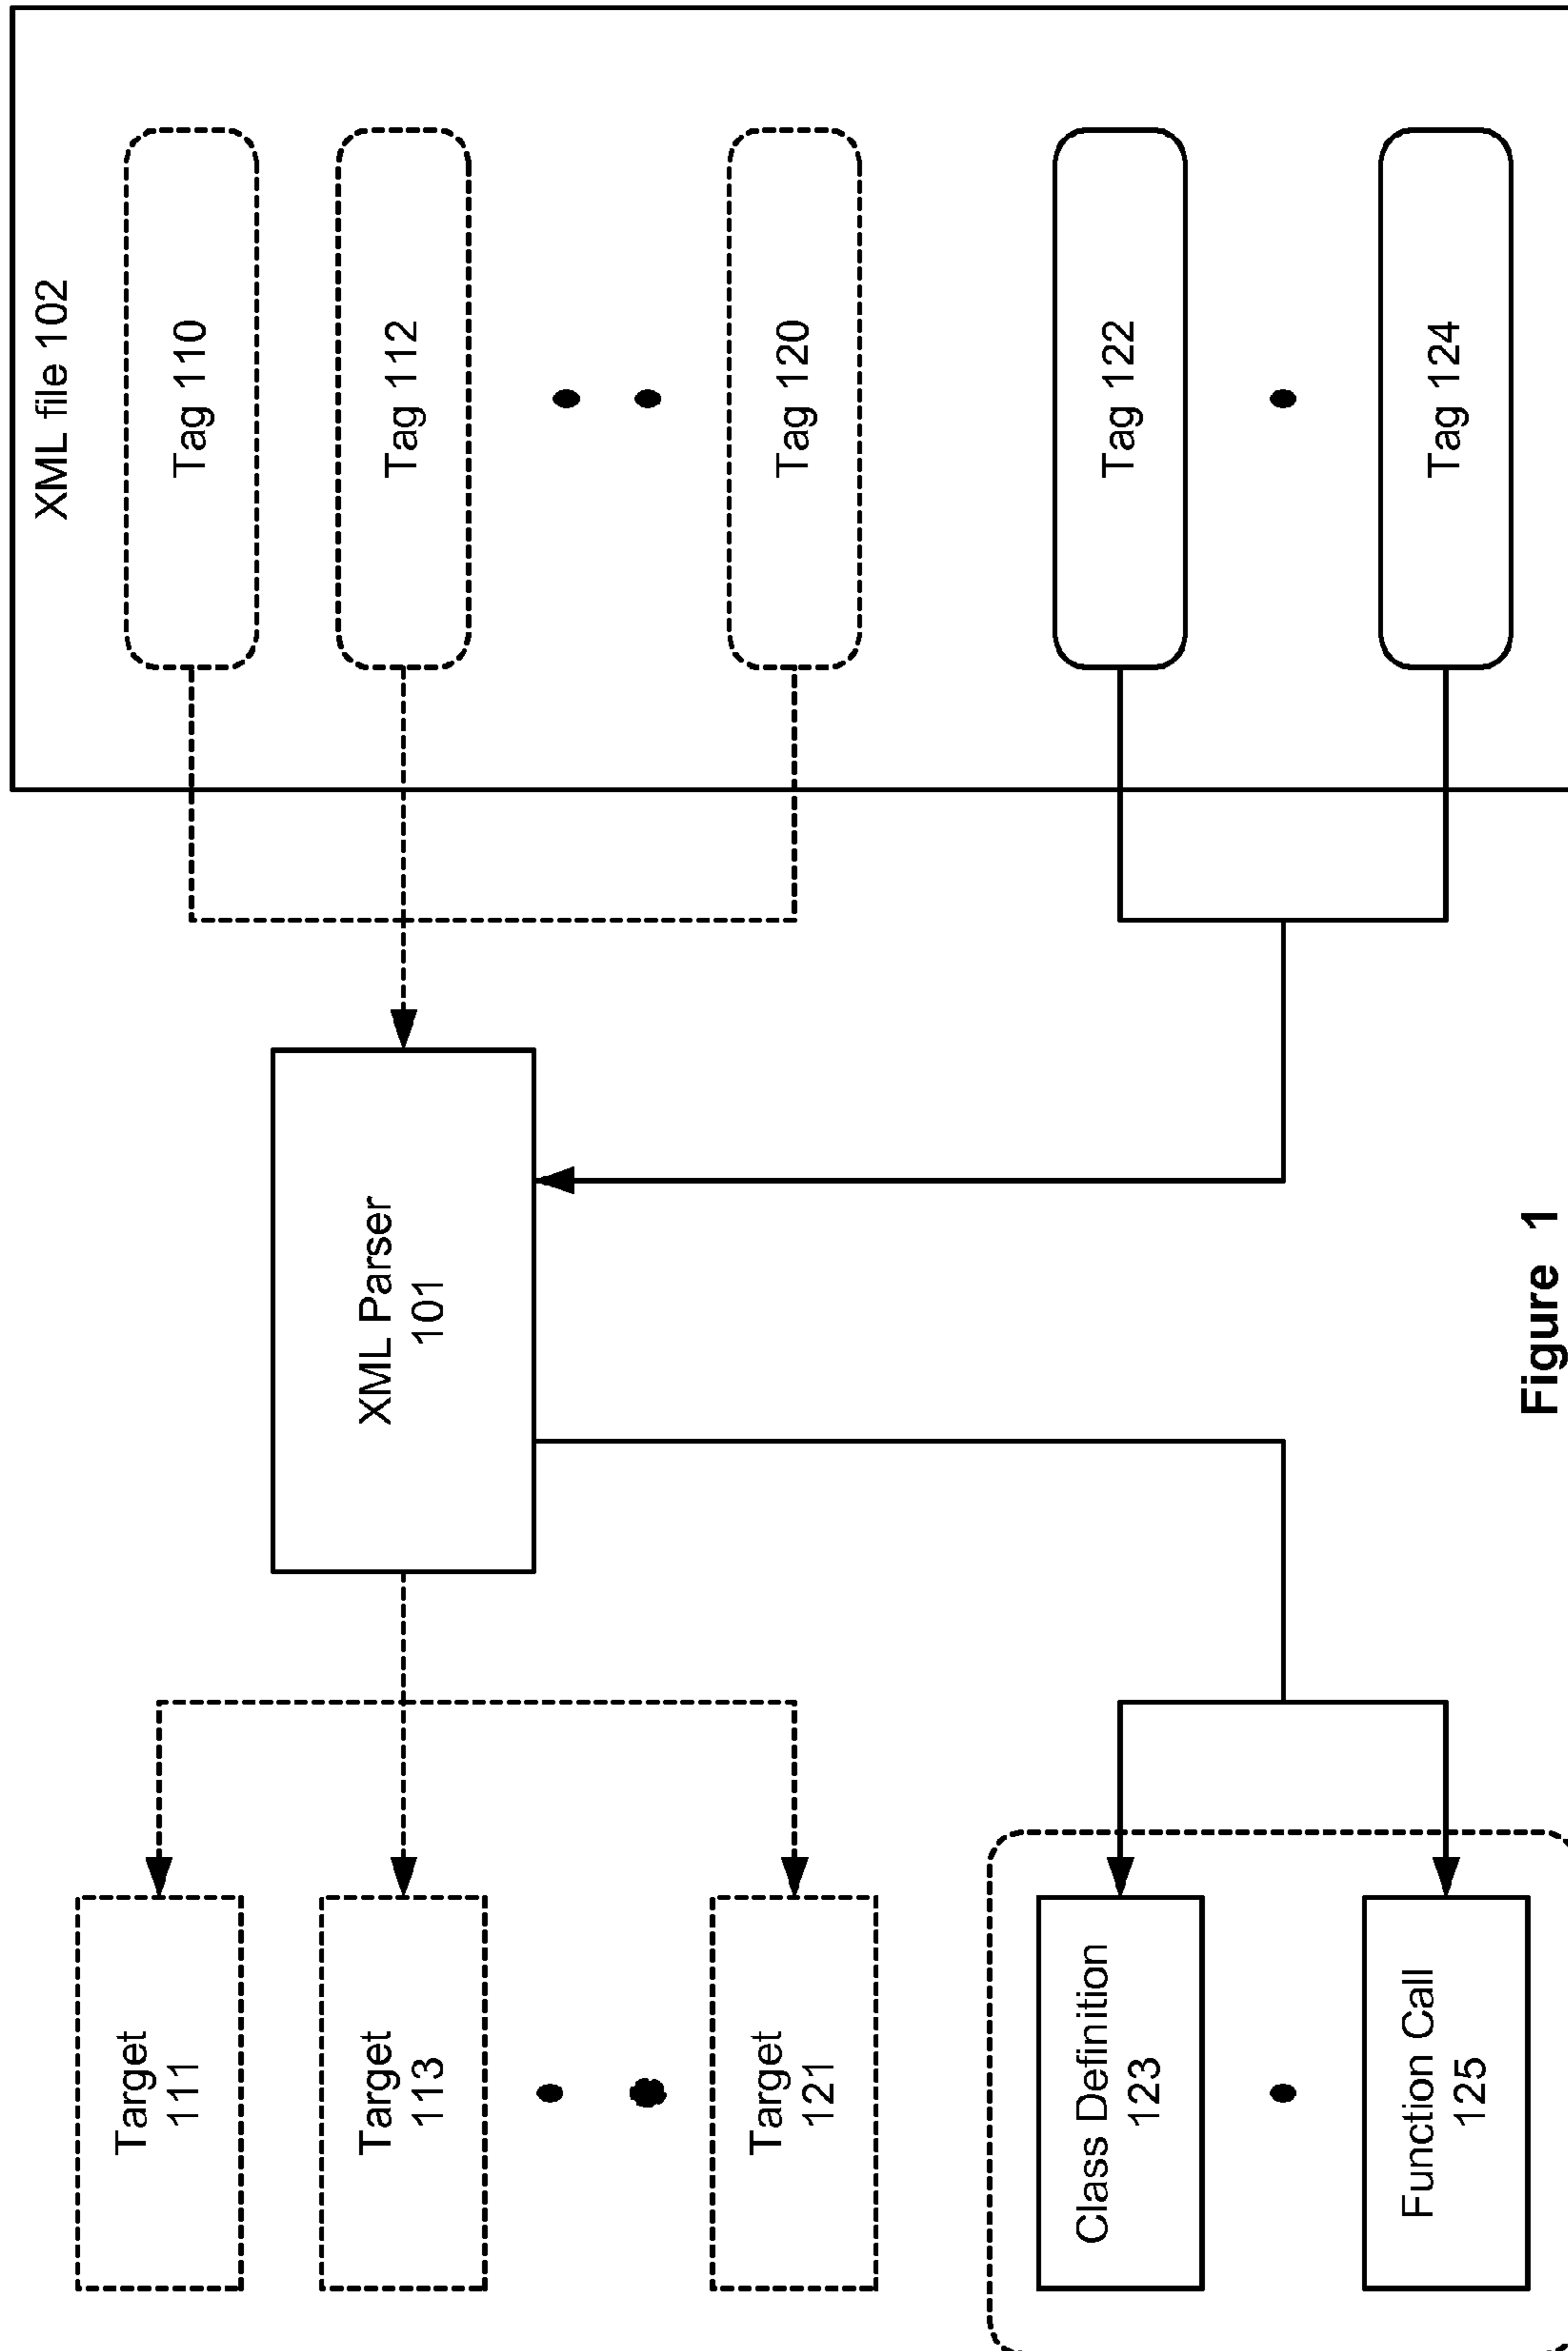 XML file 102
Tag 110
Tag 112
Tag 120
Tag 122
Tag 124
XML Parser
101
Target
111
Target
113
Target
121
Class Definition
123
Function Call
125
Figure 1